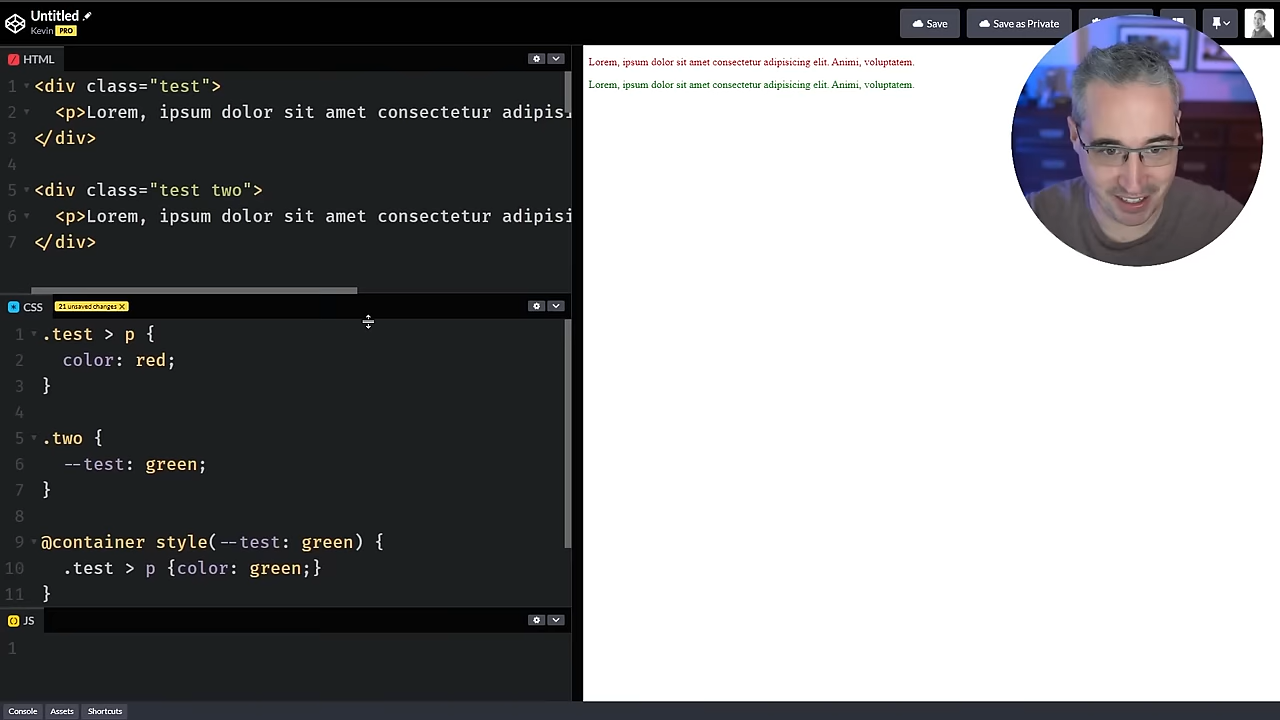 Untitled
Kevin PRO
Save
Save as Private
HTML
1 <div class="test">
2 <p>Lorem, ipsum dolor sit amet consectetur adipis
3 </div>
4
5 <div class="test two">
6 <p>Lorem, ipsum dolor sit amet consectetur adipisi
7 </div>
CSS 21 unsaved changes X
1 .test > p {
2 color: red;
3 }
4
5 .two {
6 --test: green;
7 }
8
9 @container style(--test: green) {
10 .test > p {color: green;}
11 }
JS
1
Console Assets Shortcuts
Lorem, ipsum dolor sit amet consectetur adipisicing elit. Animi, voluptatem.
Lorem, ipsum dolor sit amet consectetur adipisicing elit. Animi, voluptatem.